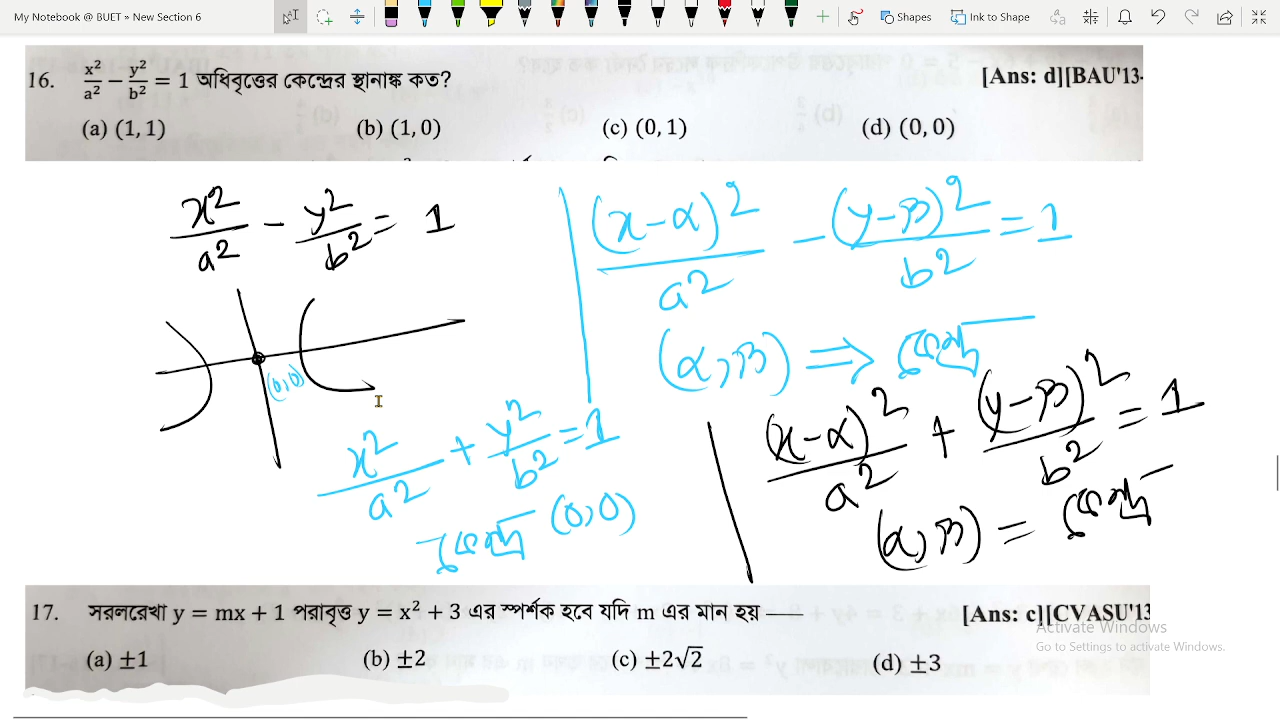 My Notebook @ BUET » New Section 6
Shapes
Ink to Shape
16. x²/a² − y²/b² = 1 অধিবৃত্তের কেন্দ্রের স্থানাঙ্ক কত? [Ans: d][BAU'13-
(a) (1, 1) (b) (1, 0) (c) (0, 1) (d) (0, 0)
x²/a² − y²/b² = 1
(x−α)²/a² − (y−β)²/b² = 1
(α,β) ⇒ কেন্দ্র
(0,0)
x²/a² + y²/b² = 1
কেন্দ্র (0,0)
(x−α)²/a² + (y−β)²/b² = 1
(α,β) = কেন্দ্র
17. সরলরেখা y = mx + 1 পরাবৃত্ত y = x² + 3 এর স্পর্শক হবে যদি m এর মান হয় — [Ans: c][CVASU'13
(a) ±1 (b) ±2 (c) ±2√2 (d) ±3
Activate Windows
Go to Settings to activate Windows.